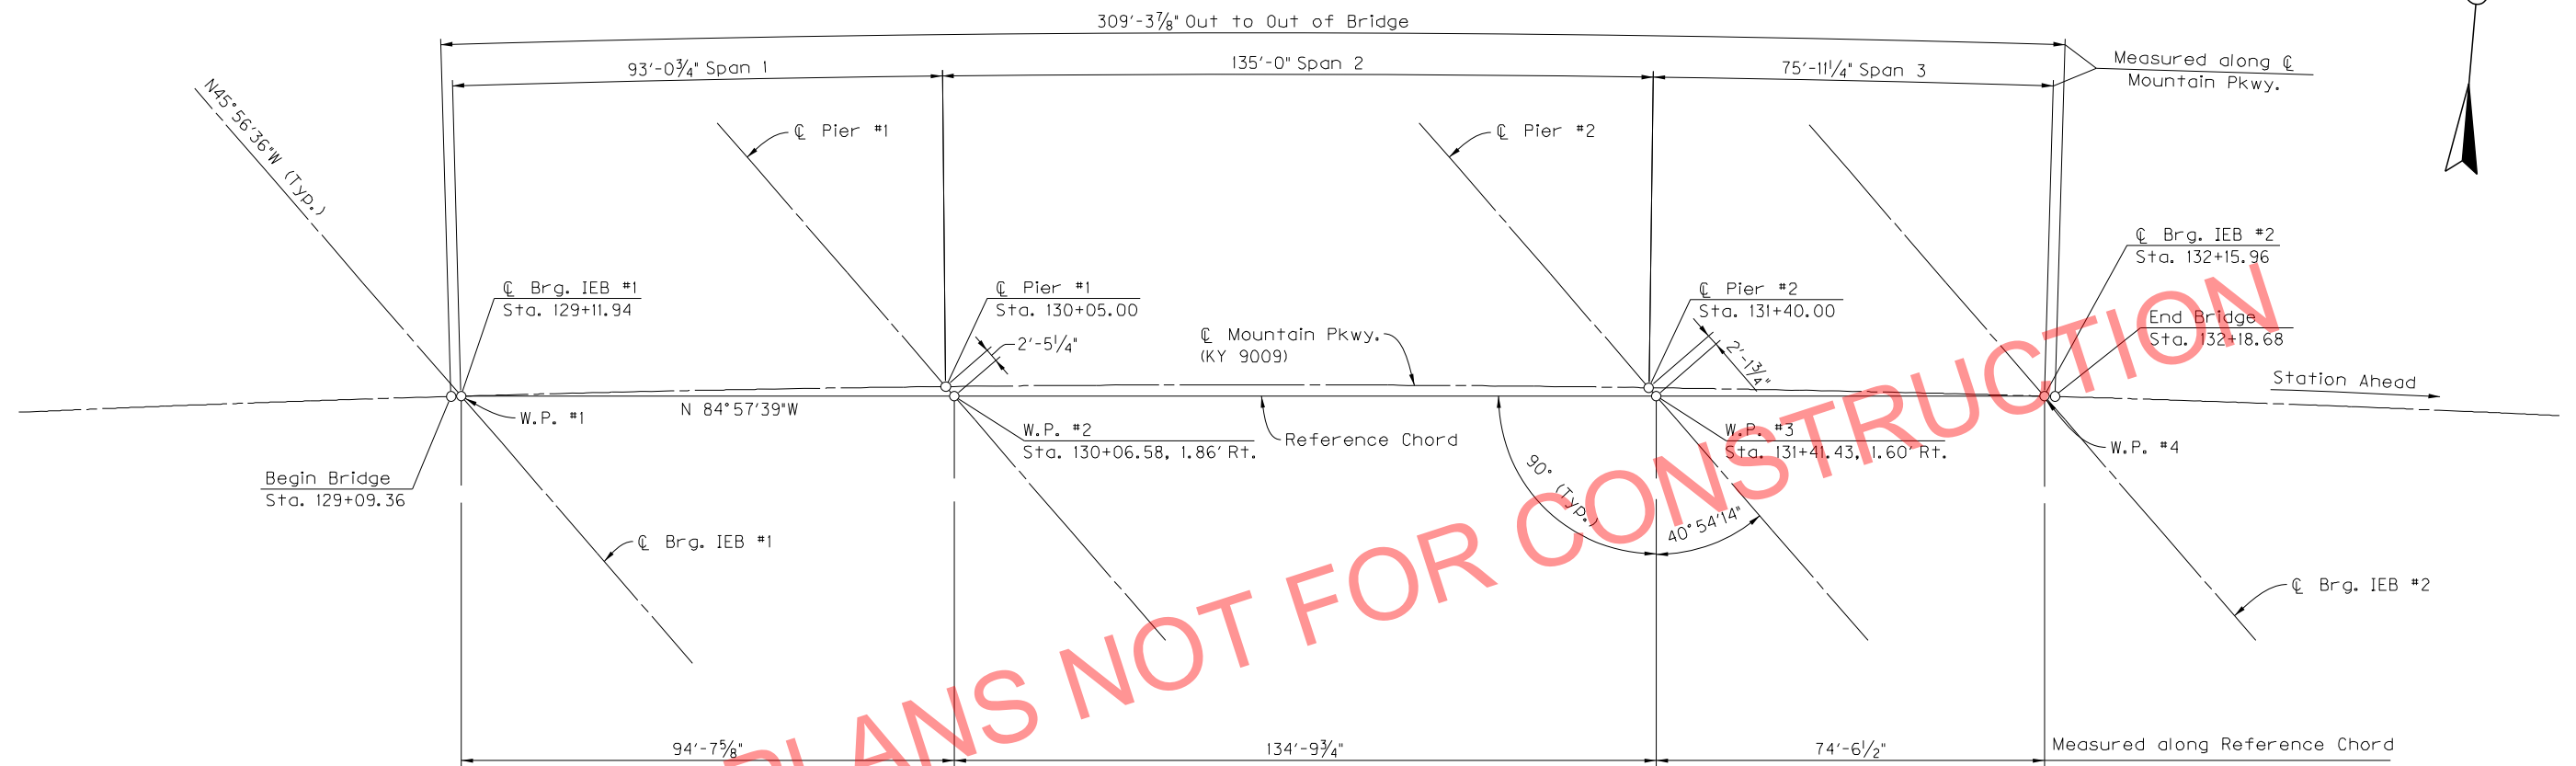 309'-3⅞" Out to Out of Bridge
93'-0¾" Span 1
135'-0" Span 2
75'-11¼" Span 3
Measured along ℄
Mountain Pkwy.
N45°56'36"W (Typ.)
℄ Pier #1
℄ Pier #2
℄ Brg. IEB #1
Sta. 129+11.94
℄ Pier #1
Sta. 130+05.00
2'-5¼"
℄ Mountain Pkwy.
(KY 9009)
℄ Pier #2
Sta. 131+40.00
2'-1¾"
℄ Brg. IEB #2
Sta. 132+15.96
End Bridge
Sta. 132+18.68
Station Ahead
N 84°57'39"W
W.P. #1
W.P. #2
Sta. 130+06.58, 1.86' Rt.
Reference Chord
W.P. #3
Sta. 131+41.43, 1.60' Rt.
W.P. #4
Begin Bridge
Sta. 129+09.36
90° (Typ.)
40°54'14"
℄ Brg. IEB #1
℄ Brg. IEB #2
PLANS NOT FOR CONSTRUCTION
94'-7⅝"
134'-9¾"
74'-6½"
Measured along Reference Chord